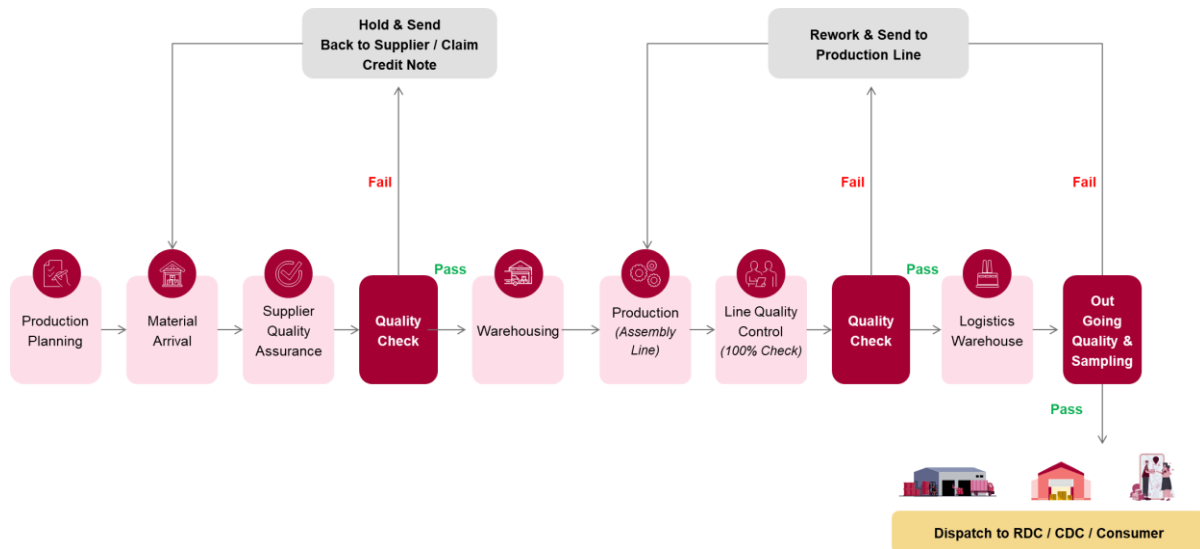 Hold & Send
Back to Supplier / Claim
Credit Note
Rework & Send to
Production Line
Fail
Fail
Fail
Pass
Pass
Production
Planning
Material
Arrival
Supplier
Quality
Assurance
Quality
Check
Warehousing
Production
(Assembly
Line)
Line Quality
Control
(100% Check)
Quality
Check
Logistics
Warehouse
Out
Going
Quality &
Sampling
Pass
Dispatch to RDC / CDC / Consumer